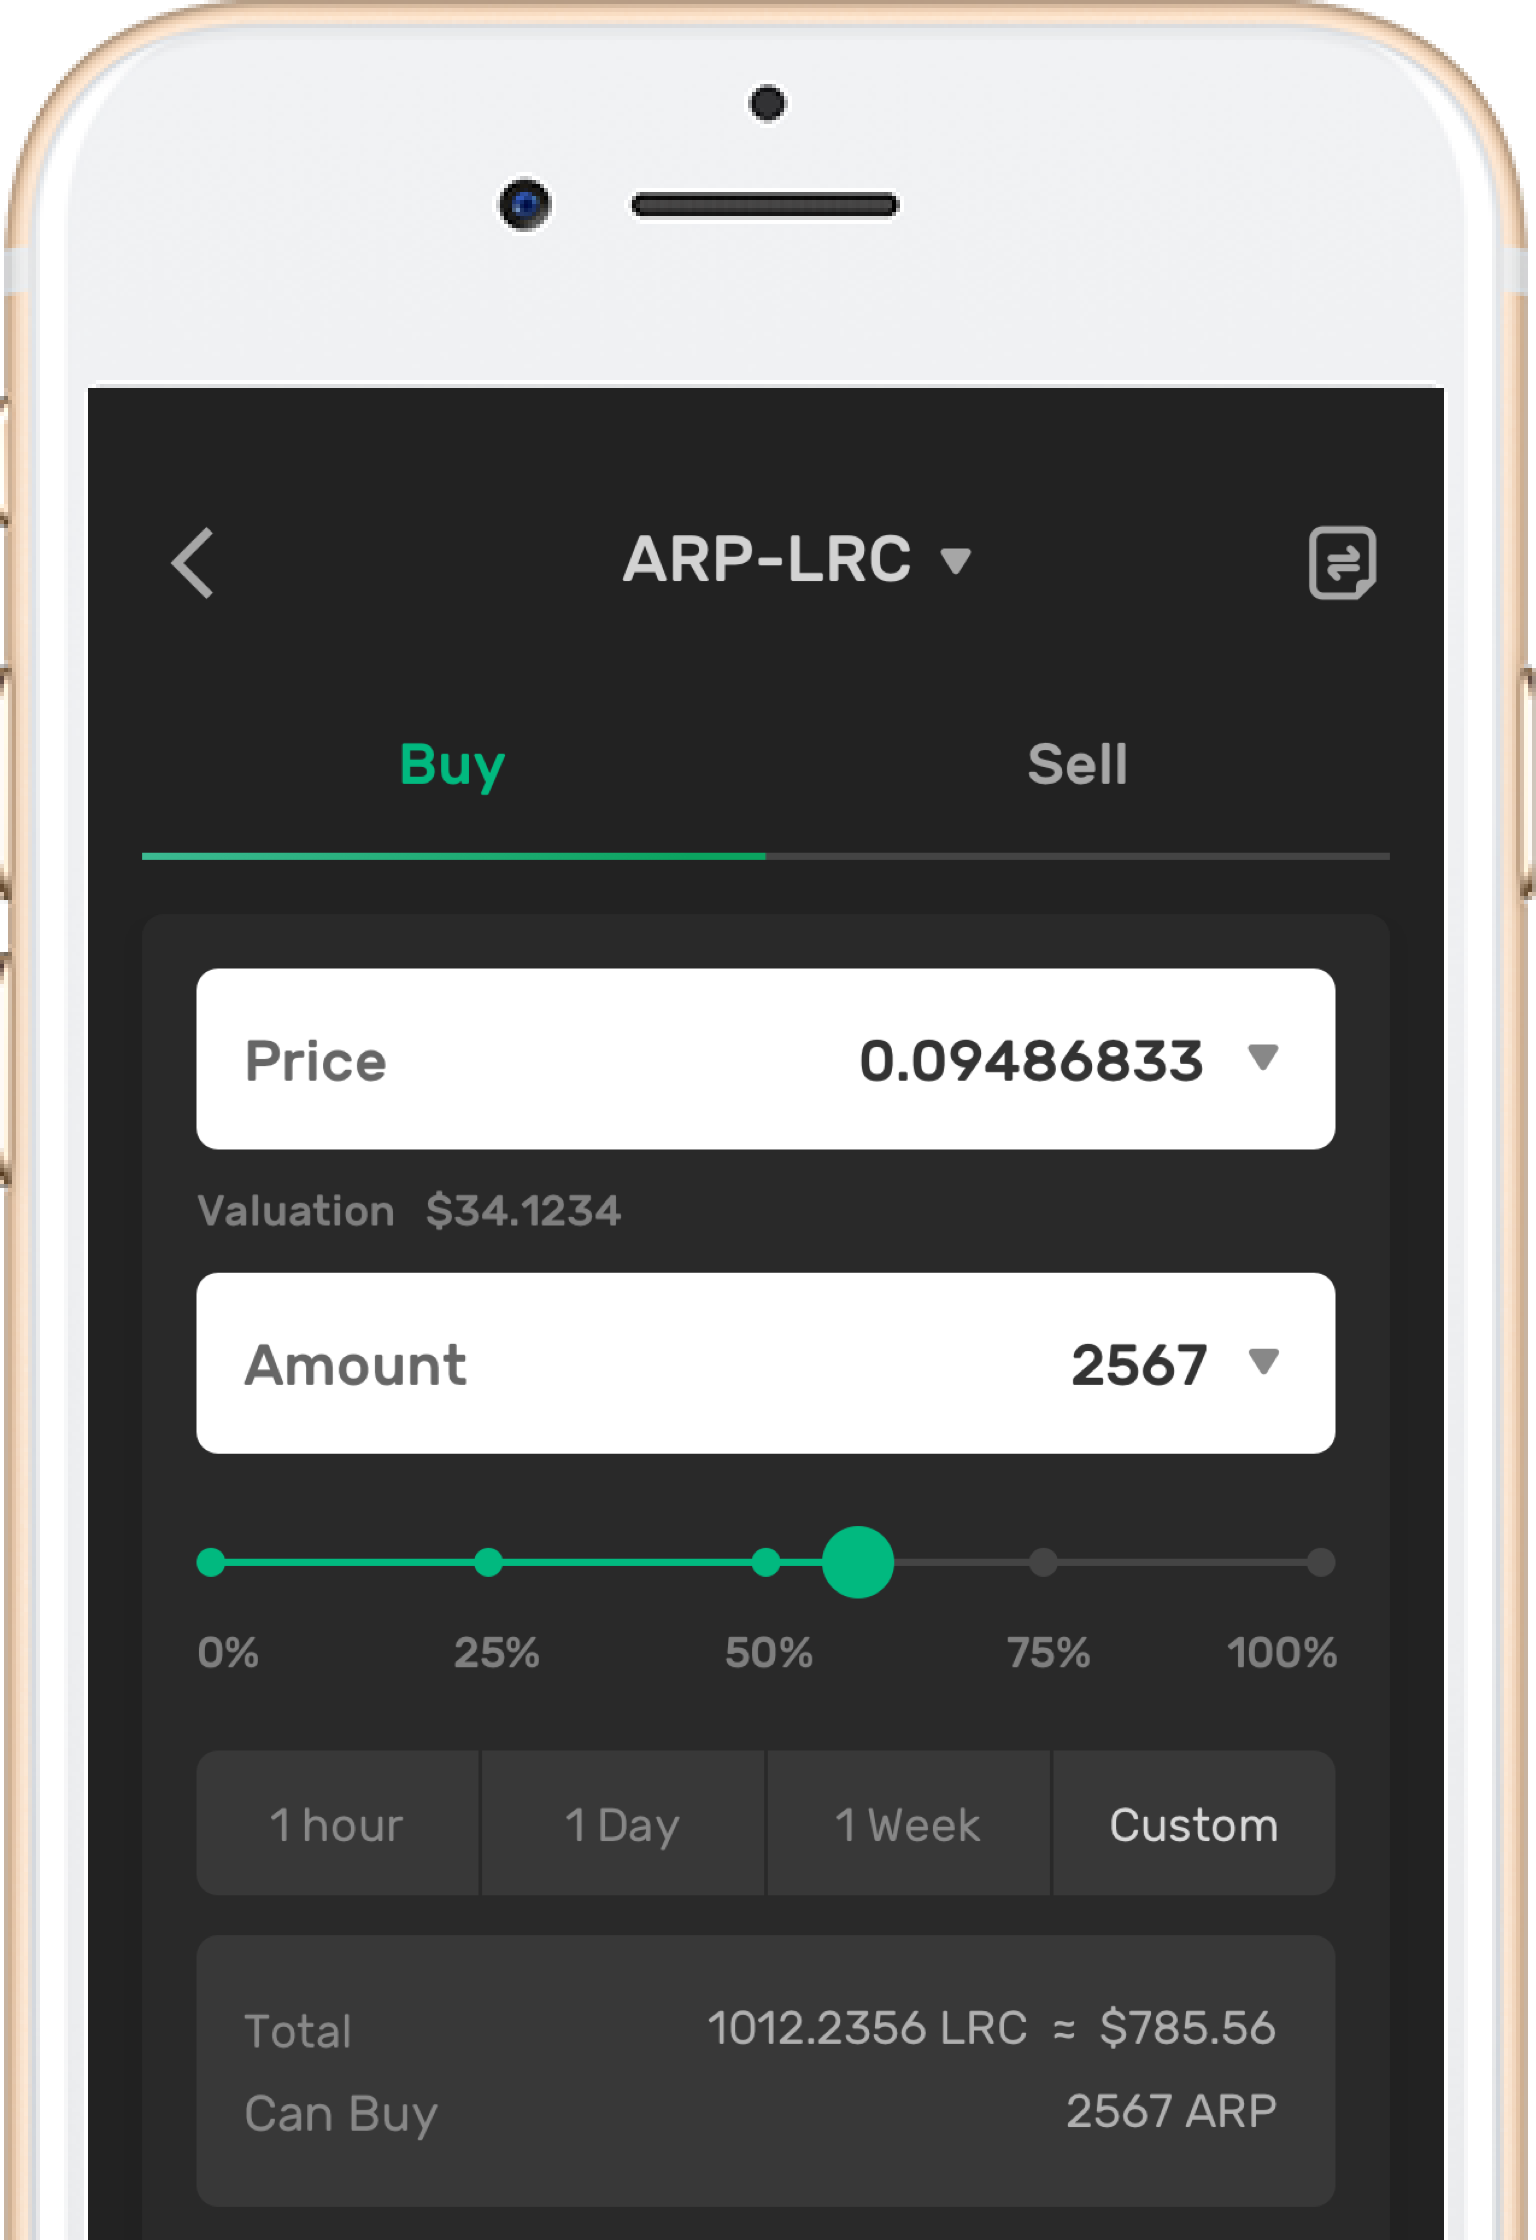 ARP-LRC
Buy Sell
Price 0.09486833
Valuation $34.1234
Amount 2567
0% 25% 50% 75% 100%
1 hour 1 Day 1 Week Custom
Total 1012.2356 LRC ≈ $785.56
Can Buy 2567 ARP